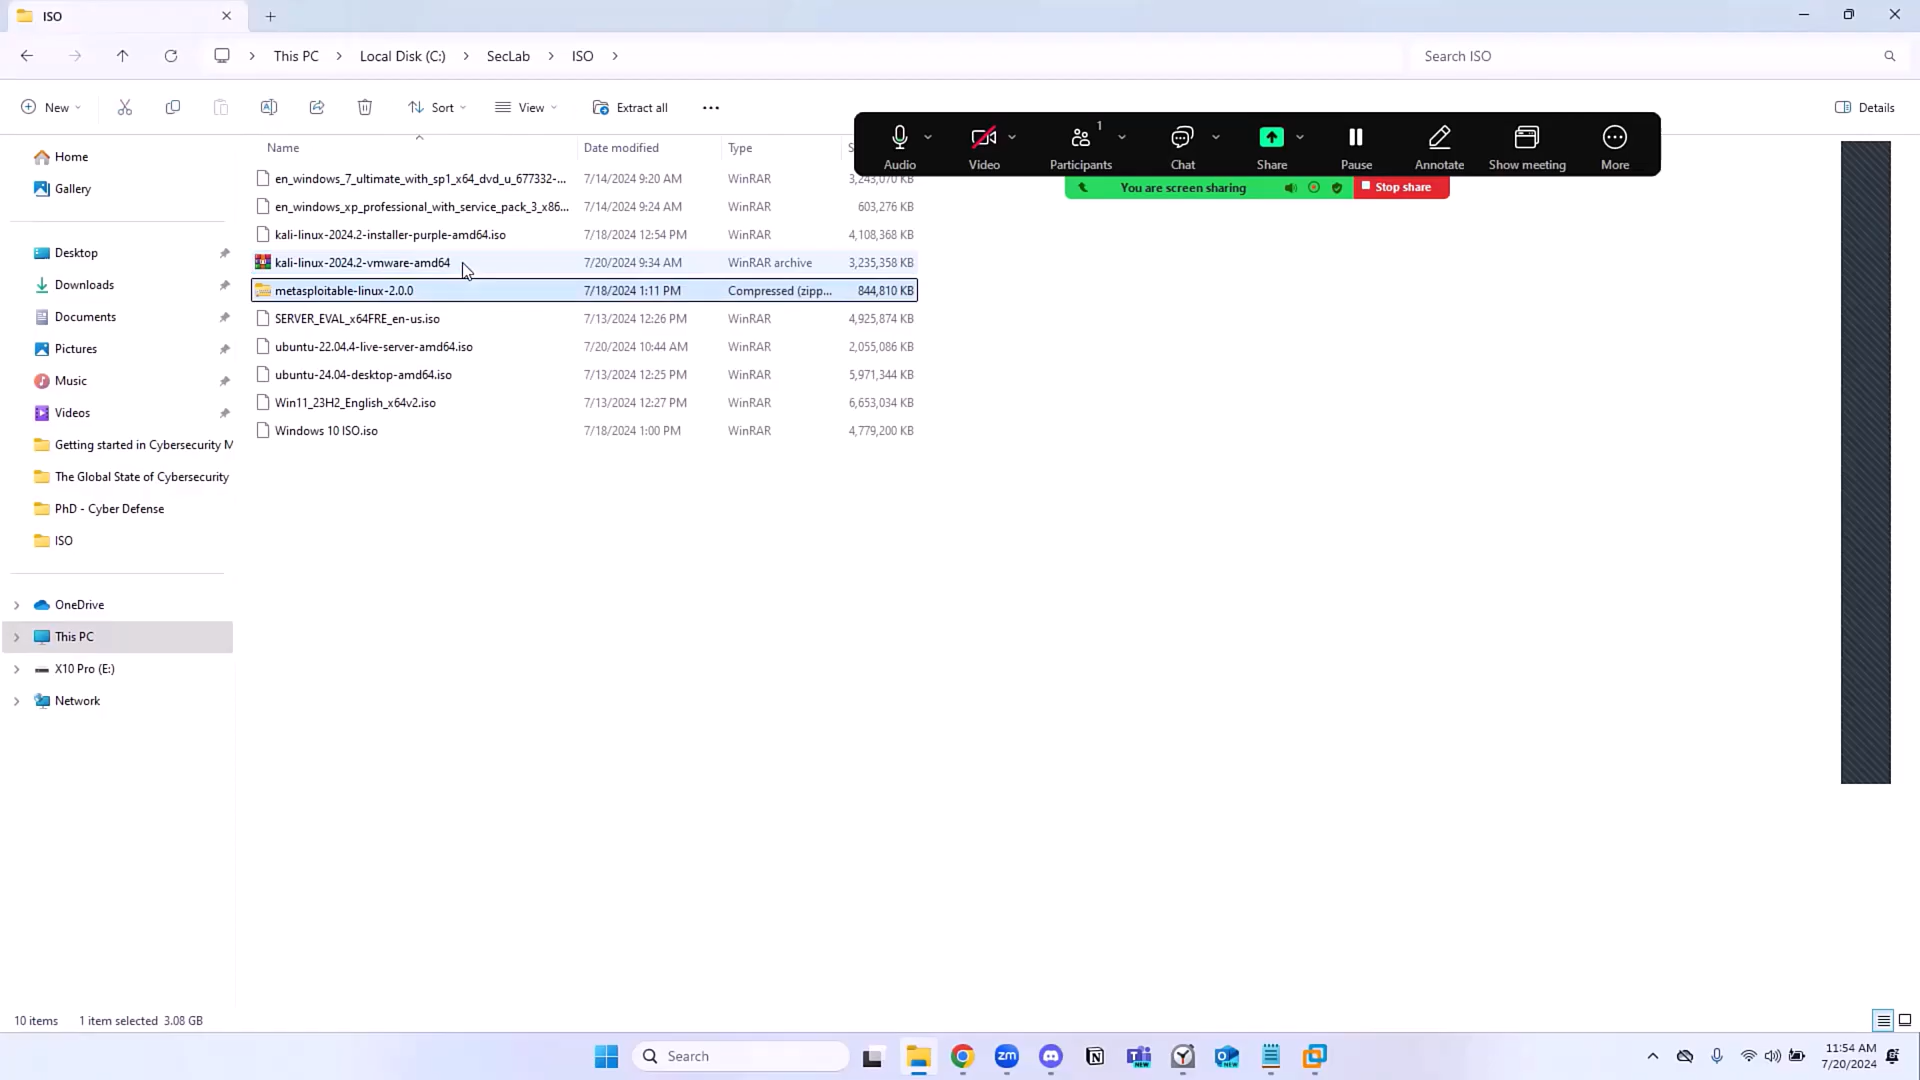 ISO
This PC > Local Disk (C:) > SecLab > ISO >
Search ISO
New
Sort
View
Extract all
Details
Audio
Video
1
Participants
Chat
Share
Pause
Annotate
Show meeting
More
You are screen sharing
Stop share
Name Date modified Type
en_windows_7_ultimate_with_sp1_x64_dvd_u_677332-... 7/14/2024 9:20 AM WinRAR 3,243,070 KB
en_windows_xp_professional_with_service_pack_3_x86... 7/14/2024 9:24 AM WinRAR 603,276 KB
kali-linux-2024.2-installer-purple-amd64.iso 7/18/2024 12:54 PM WinRAR 4,108,368 KB
kali-linux-2024.2-vmware-amd64 7/20/2024 9:34 AM WinRAR archive 3,235,358 KB
metasploitable-linux-2.0.0 7/18/2024 1:11 PM Compressed (zipp... 844,810 KB
SERVER_EVAL_x64FRE_en-us.iso 7/13/2024 12:26 PM WinRAR 4,925,874 KB
ubuntu-22.04.4-live-server-amd64.iso 7/20/2024 10:44 AM WinRAR 2,055,086 KB
ubuntu-24.04-desktop-amd64.iso 7/13/2024 12:25 PM WinRAR 5,971,344 KB
Win11_23H2_English_x64v2.iso 7/13/2024 12:27 PM WinRAR 6,653,034 KB
Windows 10 ISO.iso 7/18/2024 1:00 PM WinRAR 4,779,200 KB
Home
Gallery
Desktop
Downloads
Documents
Pictures
Music
Videos
Getting started in Cybersecurity M
The Global State of Cybersecurity
PhD - Cyber Defense
ISO
OneDrive
This PC
X10 Pro (E:)
Network
10 items 1 item selected 3.08 GB
Search
zm
NEW
NEW
11:54 AM
7/20/2024